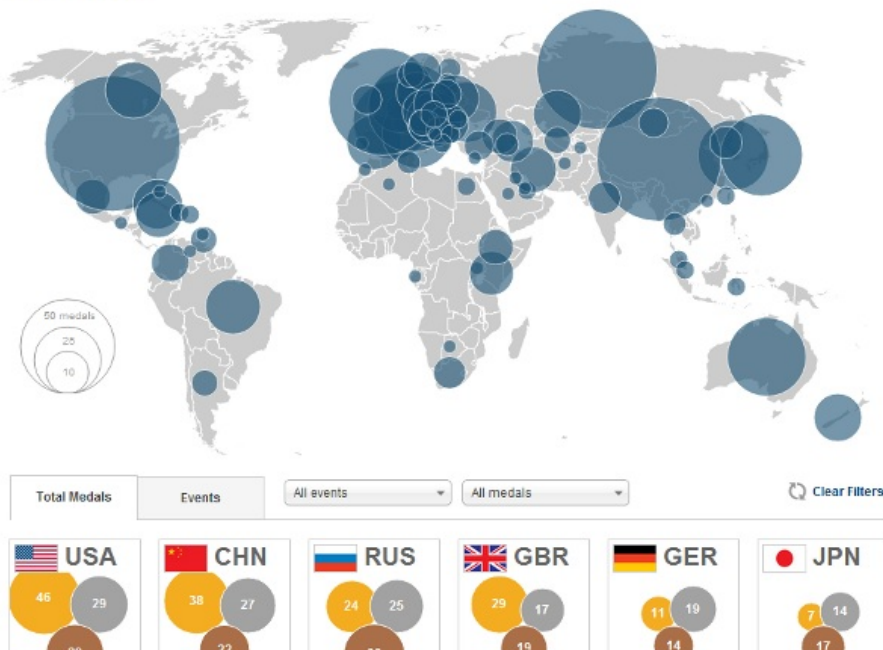 50 medals
25
10
Total Medals
Events
All events
All medals
Clear Filters
USA
CHN
RUS
GBR
GER
JPN
46
29
38
27
24
25
29
17
11
19
7
14
22
19
14
17